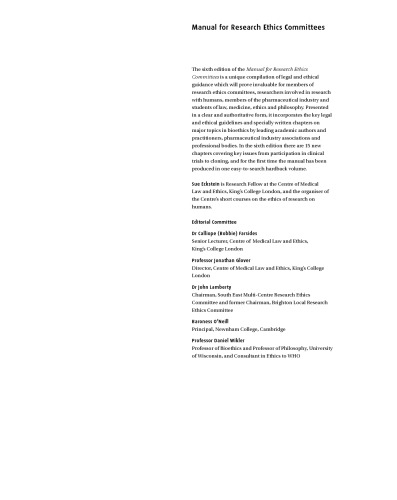 Manual for Research Ethics Committees
The sixth edition of the Manual for Research Ethics
Committees is a unique compilation of legal and ethical
guidance which will prove invaluable for members of
research ethics committees, researchers involved in research
with humans, members of the pharmaceutical industry and
students of law, medicine, ethics and philosophy. Presented
in a clear and authoritative form, it incorporates the key legal
and ethical guidelines and specially written chapters on
major topics in bioethics by leading academic authors and
practitioners, pharmaceutical industry associations and
professional bodies. In the sixth edition there are 15 new
chapters covering key issues from participation in clinical
trials to cloning, and for the first time the manual has been
produced in one easy-to-search hardback volume.
Sue Eckstein is Research Fellow at the Centre of Medical
Law and Ethics, King's College London, and the organiser of
the Centre's short courses on the ethics of research on
humans.
Editorial Committee
Dr Calliope (Bobbie) Farsides
Senior Lecturer, Centre of Medical Law and Ethics,
King's College London
Professor Jonathan Glover
Director, Centre of Medical Law and Ethics, King's College
London
Dr John Lamberty
Chairman, South East Multi-Centre Research Ethics
Committee and former Chairman, Brighton Local Research
Ethics Committee
Baroness O'Neill
Principal, Newnham College, Cambridge
Professor Daniel Wikler
Professor of Bioethics and Professor of Philosophy, University
of Wisconsin, and Consultant in Ethics to WHO